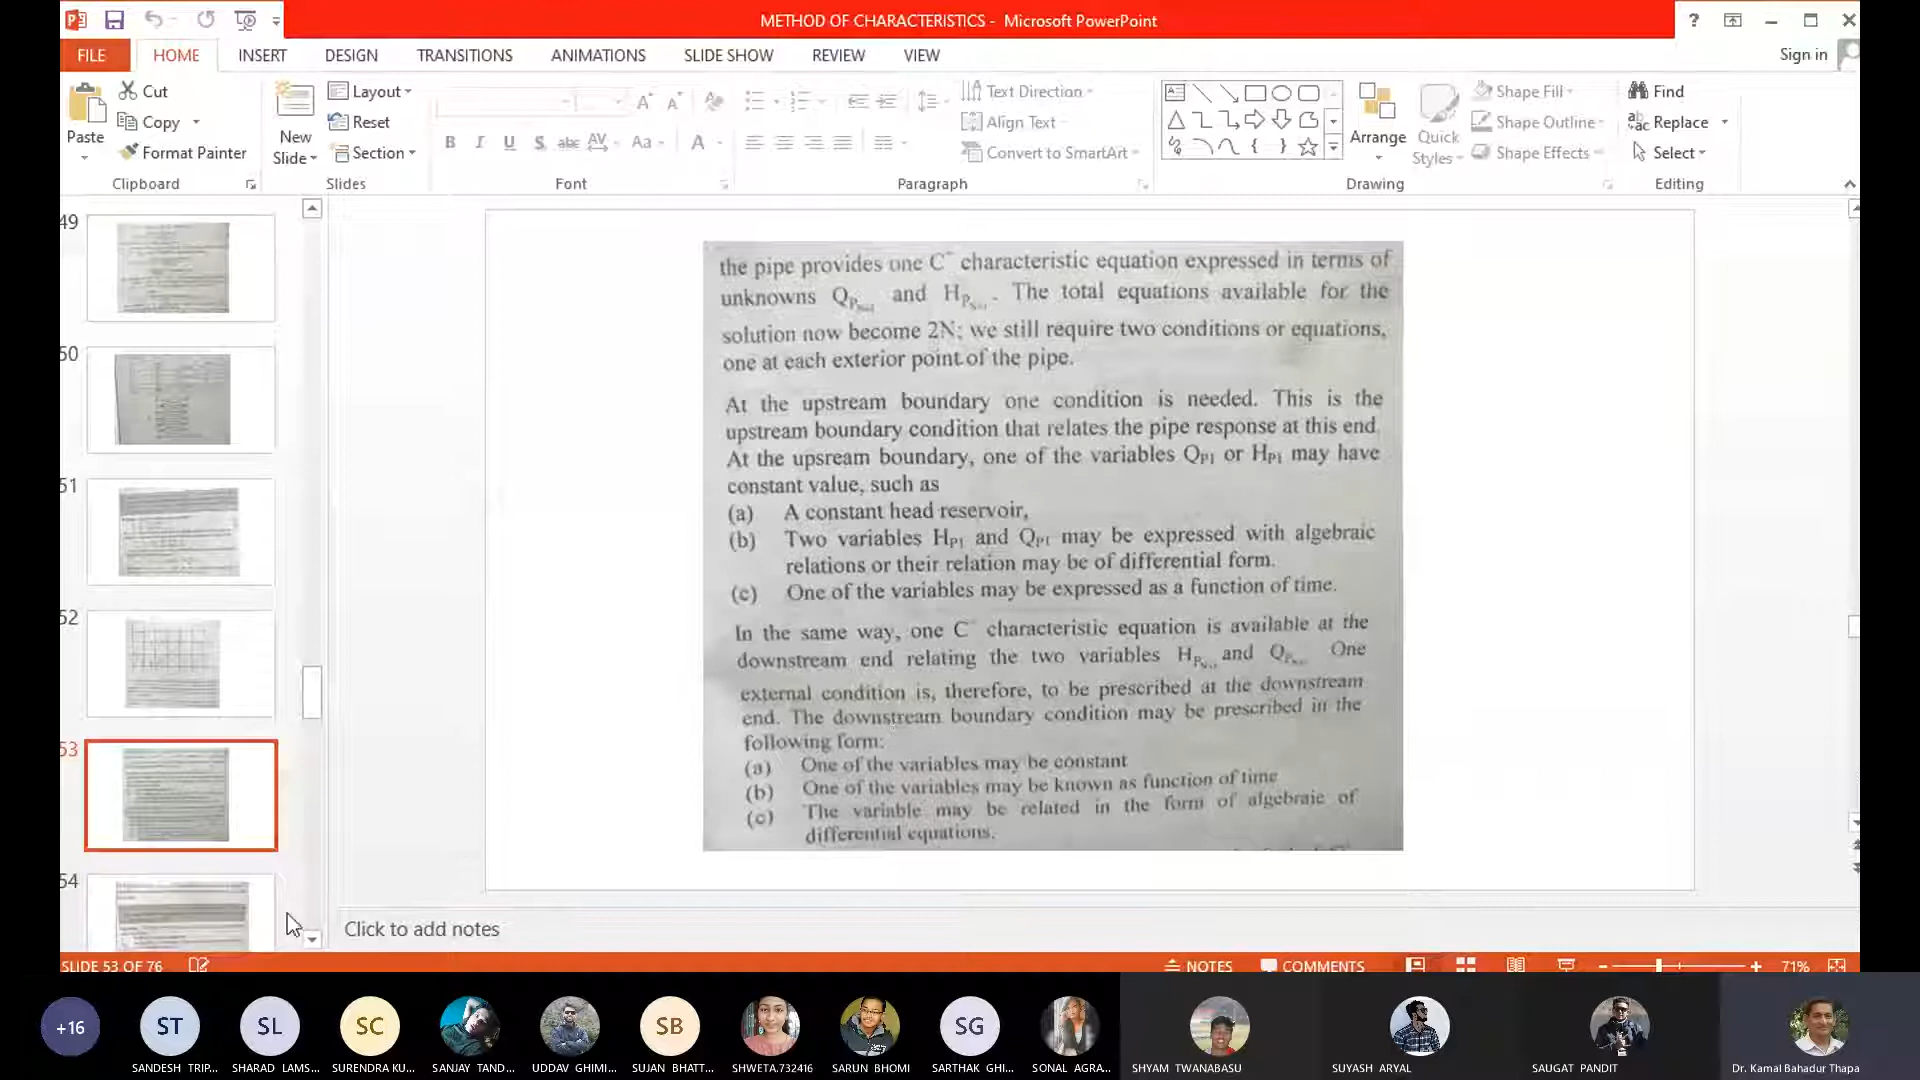 METHOD OF CHARACTERISTICS - Microsoft PowerPoint
FILE HOME INSERT DESIGN TRANSITIONS ANIMATIONS SLIDE SHOW REVIEW VIEW Sign in
Paste
Cut
Copy
Format Painter
Clipboard
New Slide
Layout
Reset
Section
Slides
Font
Text Direction
Align Text
Convert to SmartArt
Paragraph
Arrange
Quick Styles
Shape Fill
Shape Outline
Shape Effects
Drawing
Find
Replace
Select
Editing
49
50
51
52
53
54
the pipe provides one C⁻ characteristic equation expressed in terms of
unknowns Q and H . The total equations available for the
solution now become 2N; we still require two conditions or equations,
one at each exterior point of the pipe.
At the upstream boundary one condition is needed. This is the
upstream boundary condition that relates the pipe response at this end.
At the upsream boundary, one of the variables QP1 or HP1 may have
constant value, such as
(a) A constant head reservoir,
(b) Two variables HP1 and QP1 may be expressed with algebraic
relations or their relation may be of differential form.
(c) One of the variables may be expressed as a function of time.
In the same way, one C⁻ characteristic equation is available at the
downstream end relating the two variables H and Q . One
external condition is, therefore, to be prescribed at the downstream
end. The downstream boundary condition may be prescribed in the
following form:
(a) One of the variables may be constant
(b) One of the variables may be known as function of time
(c) The variable may be related in the form of algebraic of
differential equations.
Click to add notes
SLIDE 53 OF 76 NOTES COMMENTS 71%
+16 ST SL SC SB SG
SANDESH TRIP... SHARAD LAMS... SURENDRA KU... SANJAY TAND... UDDAV GHIMI... SUJAN BHATT... SHWETA.732416 SARUN BHOMI SARTHAK GHI... SONAL AGRA... SHYAM TWANABASU SUYASH ARYAL SAUGAT PANDIT Dr. Kamal Bahadur Thapa